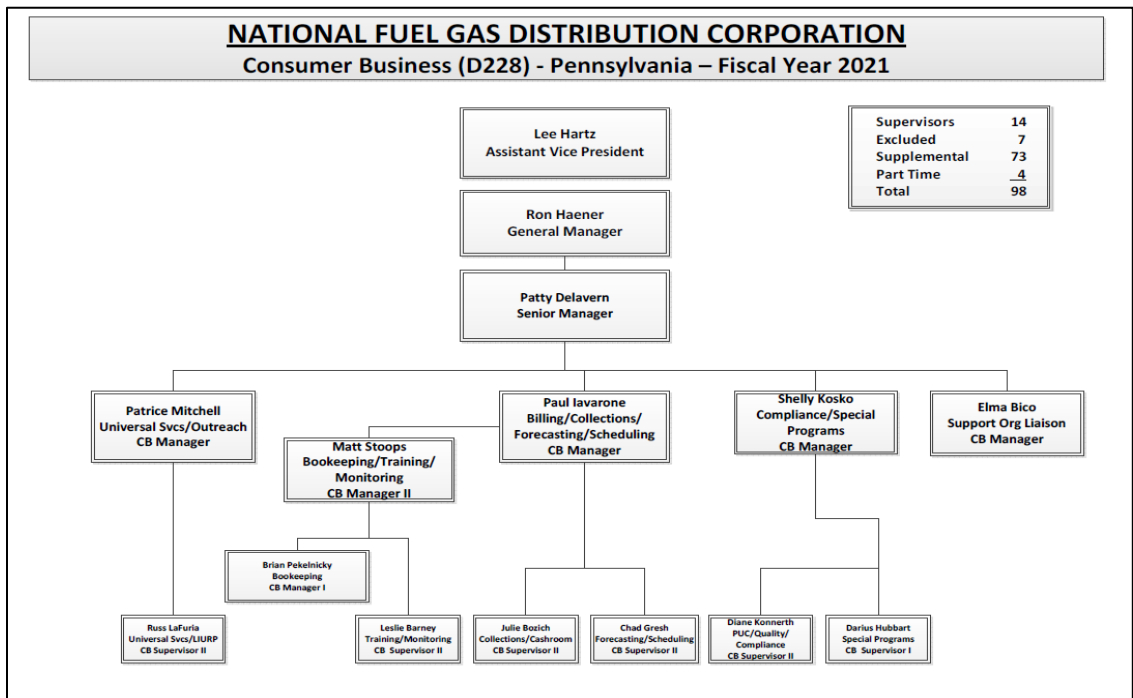 NATIONAL FUEL GAS DISTRIBUTION CORPORATION
Consumer Business (D228) - Pennsylvania – Fiscal Year 2021
Lee Hartz
Assistant Vice President
Supervisors 14
Excluded 7
Supplemental 73
Part Time 4
Total 98
Ron Haener
General Manager
Patty Delavern
Senior Manager
Patrice Mitchell
Universal Svcs/Outreach
CB Manager
Matt Stoops
Bookeeping/Training/
Monitoring
CB Manager II
Paul Iavarone
Billing/Collections/
Forecasting/Scheduling
CB Manager
Shelly Kosko
Compliance/Special
Programs
CB Manager
Elma Bico
Support Org Liaison
CB Manager
Brian Pekelnicky
Bookeeping
CB Manager I
Russ LaFuria
Universal Svcs/LIURP
CB Supervisor II
Leslie Barney
Training/Monitoring
CB Supervisor II
Julie Bozich
Collections/Cashroom
CB Supervisor II
Chad Gresh
Forecasting/Scheduling
CB Supervisor II
Diane Konnerth
PUC/Quality/
Compliance
CB Supervisor II
Darius Hubbart
Special Programs
CB Supervisor I